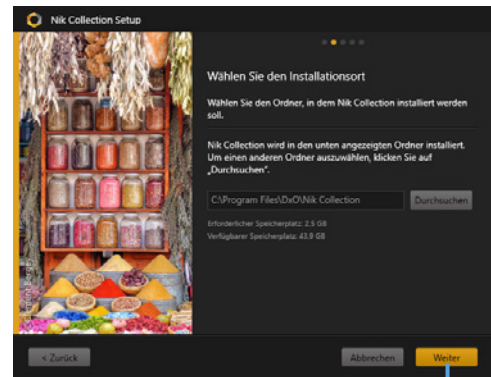 Nik Collection Setup
Wählen Sie den Installationsort
Wählen Sie den Ordner, in dem Nik Collection installiert werden
soll.
Nik Collection wird in den unten angezeigten Ordner installiert.
Um einen anderen Ordner auszuwählen, klicken Sie auf
„Durchsuchen“.
C:\Program Files\DxO\Nik Collection
Durchsuchen
Erforderlicher Speicherplatz: 2,5 GB
Verfügbarer Speicherplatz: 43,9 GB
< Zurück
Abbrechen
Weiter